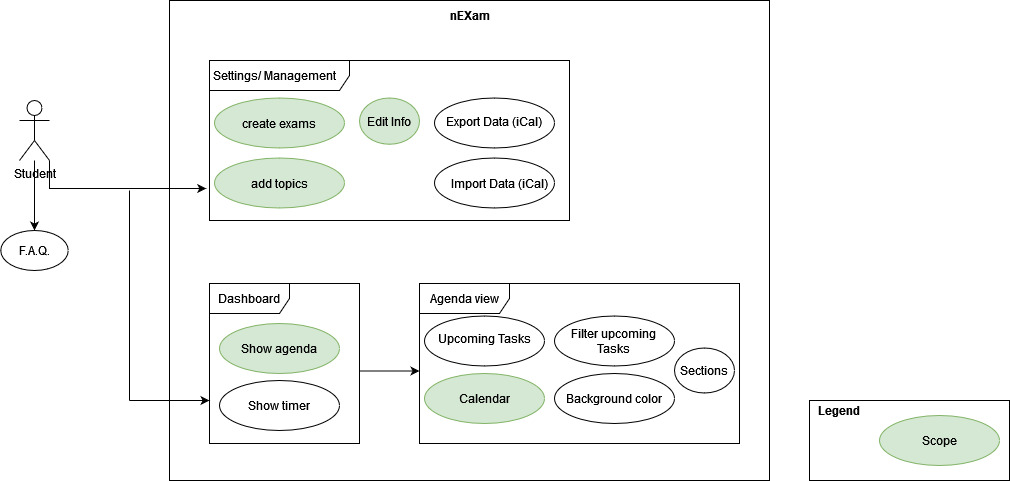 nEXam
Settings/ Management
create exams
Edit Info
Export Data (iCal)
add topics
Import Data (iCal)
Student
F.A.Q.
Dashboard
Show agenda
Show timer
Agenda view
Upcoming Tasks
Filter upcoming
Tasks
Sections
Calendar
Background color
Legend
Scope